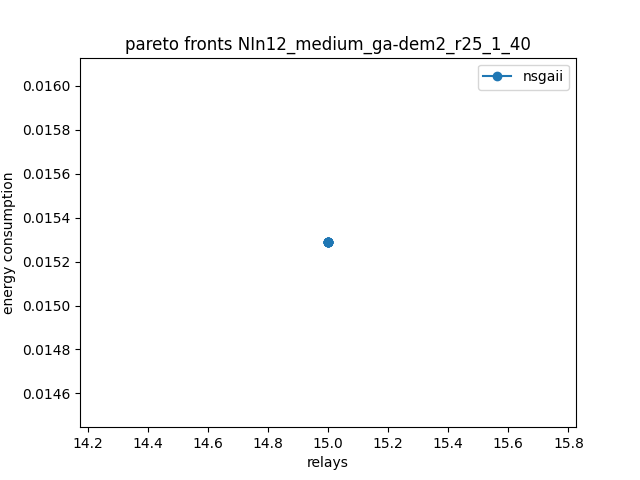 pareto fronts NIn12_medium_ga-dem2_r25_1_40
nsgaii
0.0160
0.0158
0.0156
0.0154
0.0152
0.0150
0.0148
0.0146
energy consumption
14.2 14.4 14.6 14.8 15.0 15.2 15.4 15.6 15.8
relays